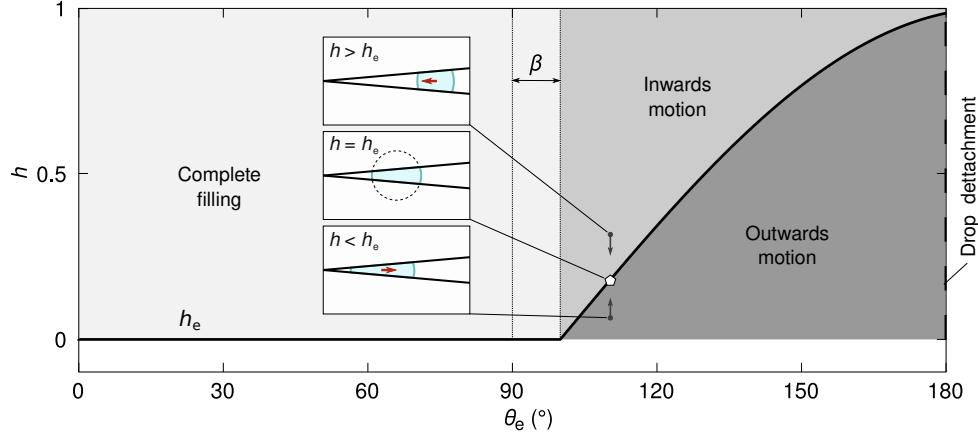 1
0.5
0
h
h > hₑ
h = hₑ
h < hₑ
β
Complete
filling
Inwards
motion
Outwards
motion
hₑ
Drop dettachment
0
30
60
90
120
150
180
θₑ (°)